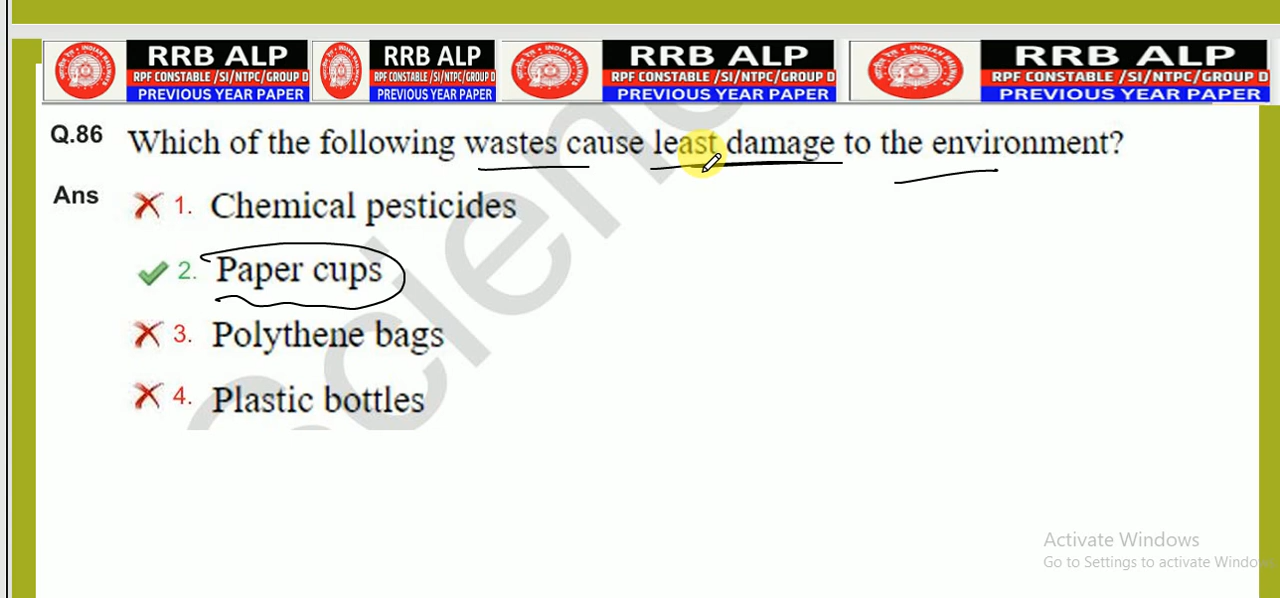 RRB ALP RRB ALP RRB ALP RRB ALP
RPF CONSTABLE /SI/NTPC/GROUP D RPF CONSTABLE /SI/NTPC/GROUP D RPF CONSTABLE /SI/NTPC/GROUP D RPF CONSTABLE /SI/NTPC/GROUP D
PREVIOUS YEAR PAPER PREVIOUS YEAR PAPER PREVIOUS YEAR PAPER PREVIOUS YEAR PAPER
Q.86 Which of the following wastes cause least damage to the environment?
Ans 1. Chemical pesticides
2. Paper cups
3. Polythene bags
4. Plastic bottles
Activate Windows
Go to Settings to activate Windo